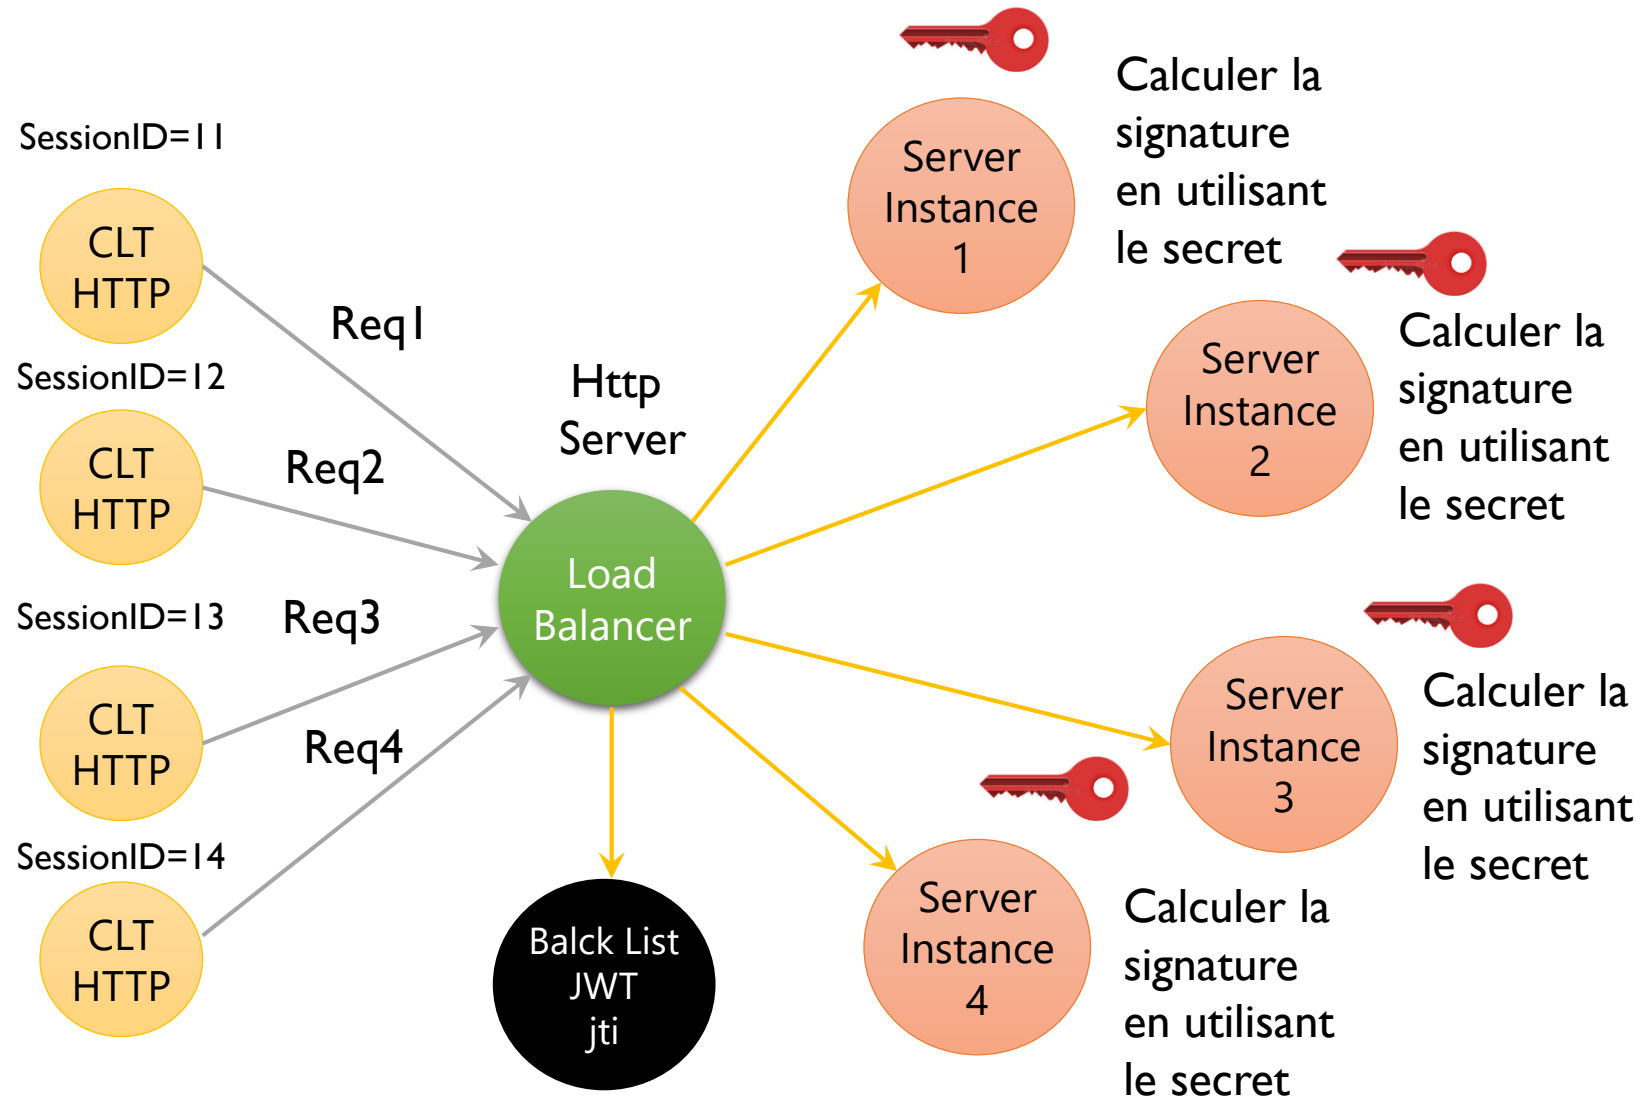 SessionID=11
CLT
HTTP
SessionID=12
CLT
HTTP
SessionID=13
CLT
HTTP
SessionID=14
CLT
HTTP
Req1
Req2
Req3
Req4
Http
Server
Load
Balancer
Balck List
JWT
jti
Server
Instance
1
Calculer la
signature
en utilisant
le secret
Server
Instance
2
Calculer la
signature
en utilisant
le secret
Server
Instance
3
Calculer la
signature
en utilisant
le secret
Server
Instance
4
Calculer la
signature
en utilisant
le secret